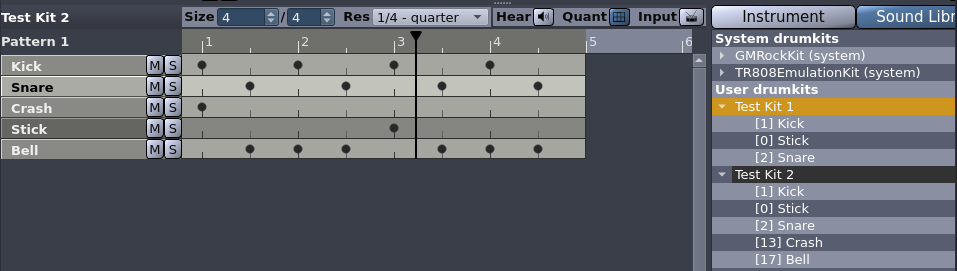 Test Kit 2 Size 4 / 4 Res 1/4 - quarter Hear Quant Input
Pattern 1 1 2 3 4 5 6
Kick M S
Snare M S
Crash M S
Stick M S
Bell M S
Instrument Sound Libr
System drumkits
GMRockKit (system)
TR808EmulationKit (system)
User drumkits
Test Kit 1
[1] Kick
[0] Stick
[2] Snare
Test Kit 2
[1] Kick
[0] Stick
[2] Snare
[13] Crash
[17] Bell